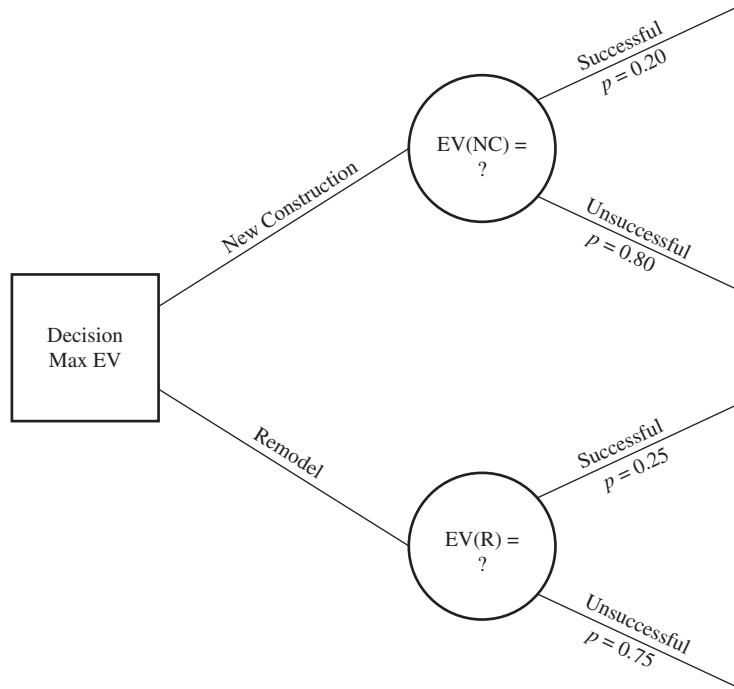 Successful
p = 0.20
EV(NC) =
?
New Construction
Unsuccessful
p = 0.80
Decision
Max EV
Remodel
Successful
p = 0.25
EV(R) =
?
Unsuccessful
p = 0.75